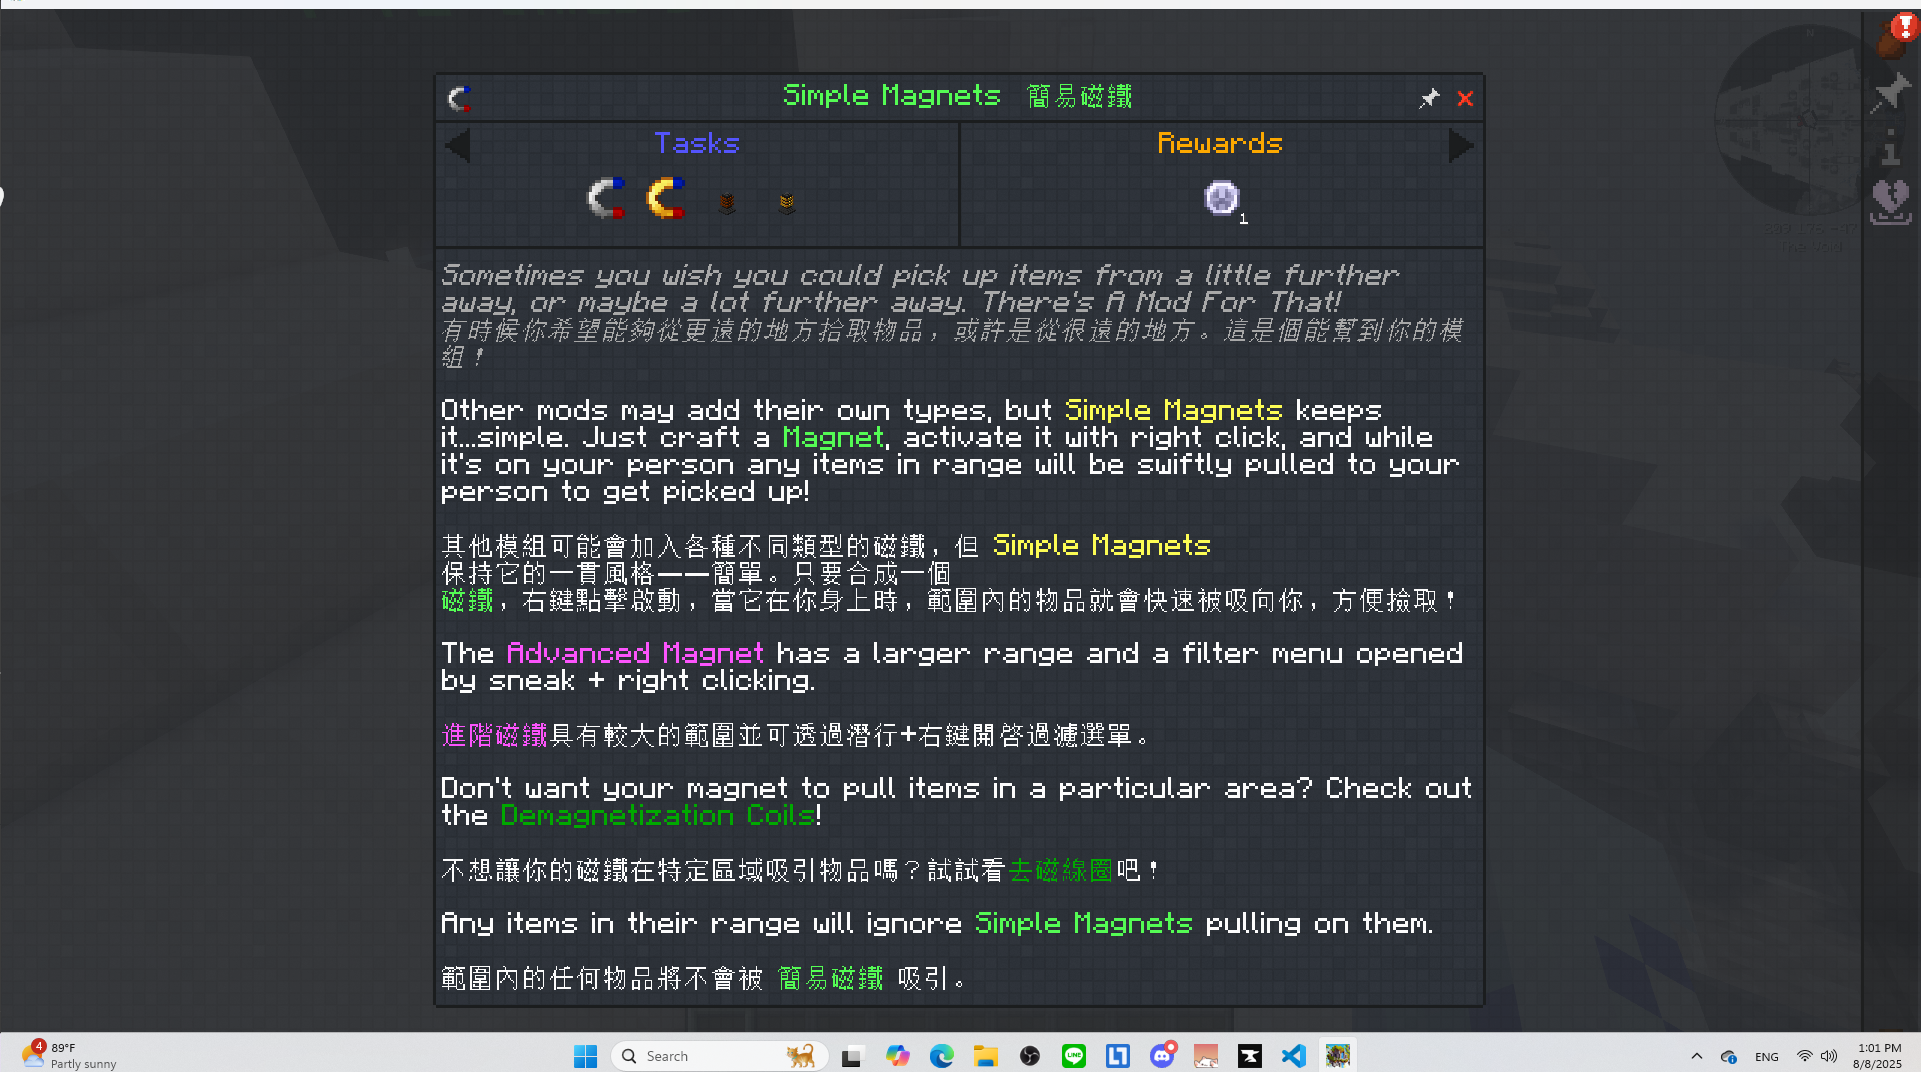 Simple Magnets 簡易磁鐵
Tasks
Rewards
1
Sometimes you wish you could pick up items from a little further
away, or maybe a lot further away. There's A Mod For That!
有時候你希望能夠從更遠的地方拾取物品，或許是從很遠的地方。這是個能幫到你的模
組！
Other mods may add their own types, but Simple Magnets keeps
it...simple. Just craft a Magnet, activate it with right click, and while
it's on your person any items in range will be swiftly pulled to your
person to get picked up!
其他模組可能會加入各種不同類型的磁鐵，但 Simple Magnets
保持它的一貫風格——簡單。只要合成一個
磁鐵，右鍵點擊啟動，當它在你身上時，範圍內的物品就會快速被吸向你，方便撿取！
The Advanced Magnet has a larger range and a filter menu opened
by sneak + right clicking.
進階磁鐵具有較大的範圍並可透過潛行+右鍵開啓過濾選單。
Don't want your magnet to pull items in a particular area? Check out
the Demagnetization Coils!
不想讓你的磁鐵在特定區域吸引物品嗎？試試看去磁線圈吧！
Any items in their range will ignore Simple Magnets pulling on them.
範圍內的任何物品將不會被 簡易磁鐵 吸引。
4
89°F
Partly sunny
Search
LINE
ENG
1:01 PM
8/8/2025